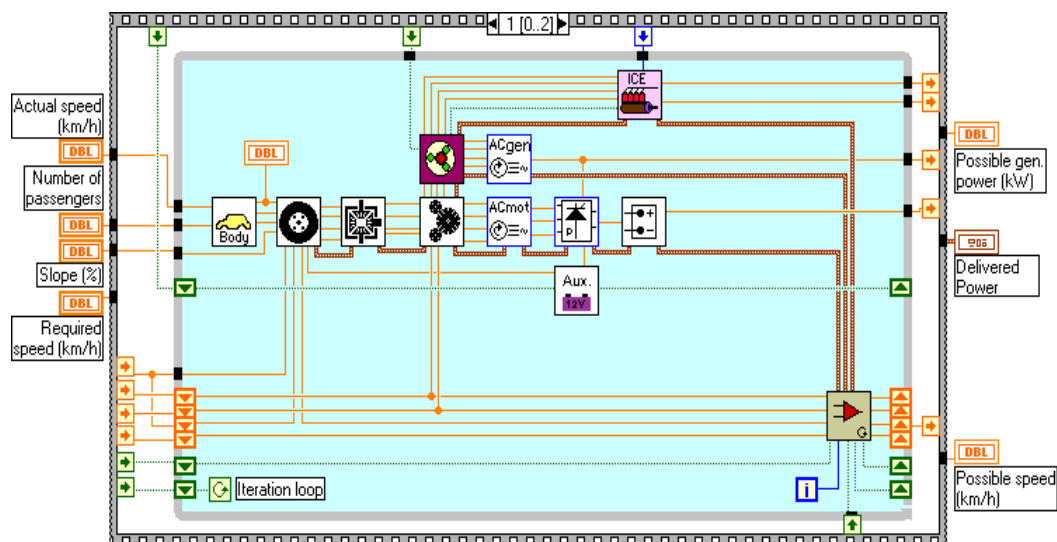 1 [0..2]
ICE
Actual speed
(km/h)
DBL
DBL
DBL
Possible gen.
power (kW)
ACgen
Number of
passengers
DBL
ACmot
Body
P
DBL
Slope (%)
Delivered
Power
Aux.
12V
DBL
Required
speed (km/h)
DBL
Possible speed
(km/h)
Iteration loop
i